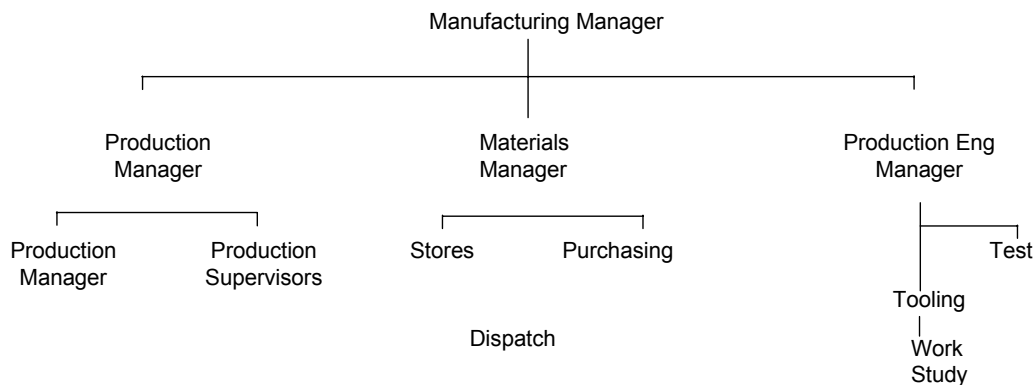 Manufacturing Manager
Production
Manager
Materials
Manager
Production Eng
Manager
Production
Manager
Production
Supervisors
Stores
Purchasing
Test
Tooling
Dispatch
Work
Study